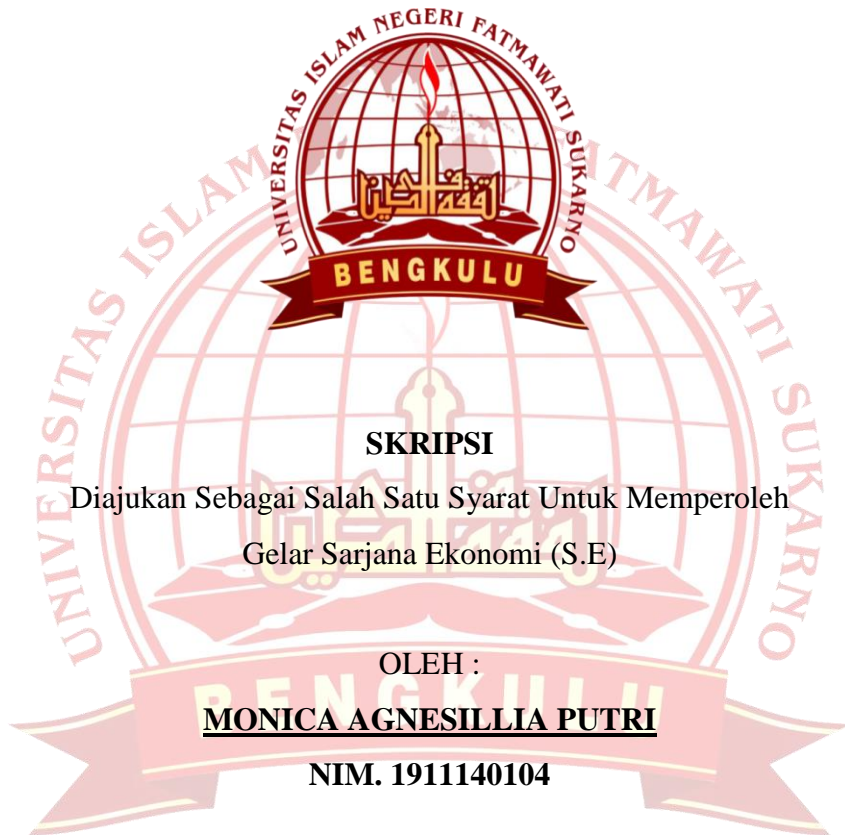 UNIVERSITAS ISLAM NEGERI FATMAWATI SUKARNO
BENGKULU
SKRIPSI
Diajukan Sebagai Salah Satu Syarat Untuk Memperoleh
Gelar Sarjana Ekonomi (S.E)
OLEH :
MONICA AGNESILLIA PUTRI
NIM. 1911140104